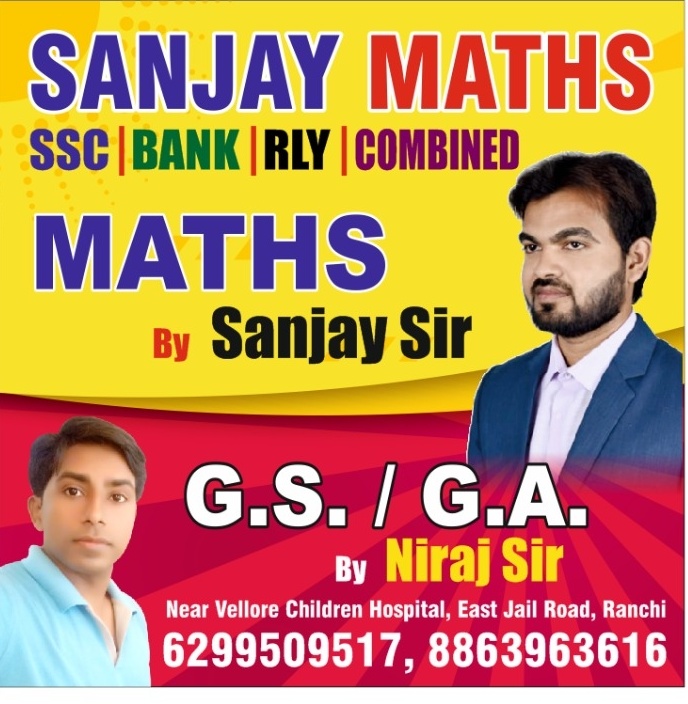 SANJAY MATHS
SSC | BANK | RLY | COMBINED
MATHS
By Sanjay Sir
G.S. / G.A.
By Niraj Sir
Near Vellore Children Hospital, East Jail Road, Ranchi
6299509517, 8863963616